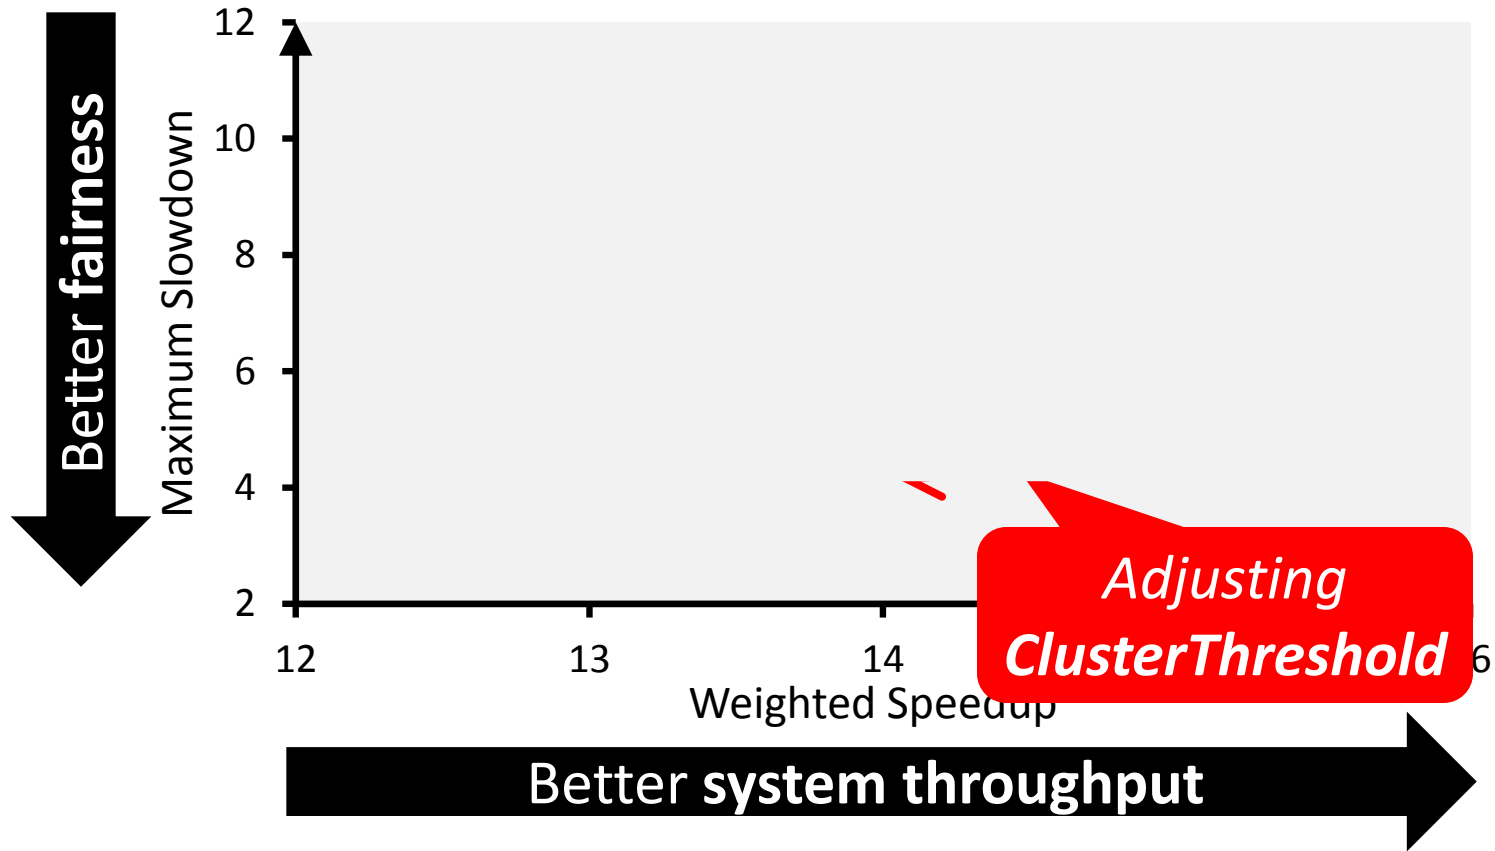 12
10
8
6
4
2
Maximum Slowdown
Better fairness
12 13 14 6
Weighted Speedup
Adjusting
ClusterThreshold
Better system throughput